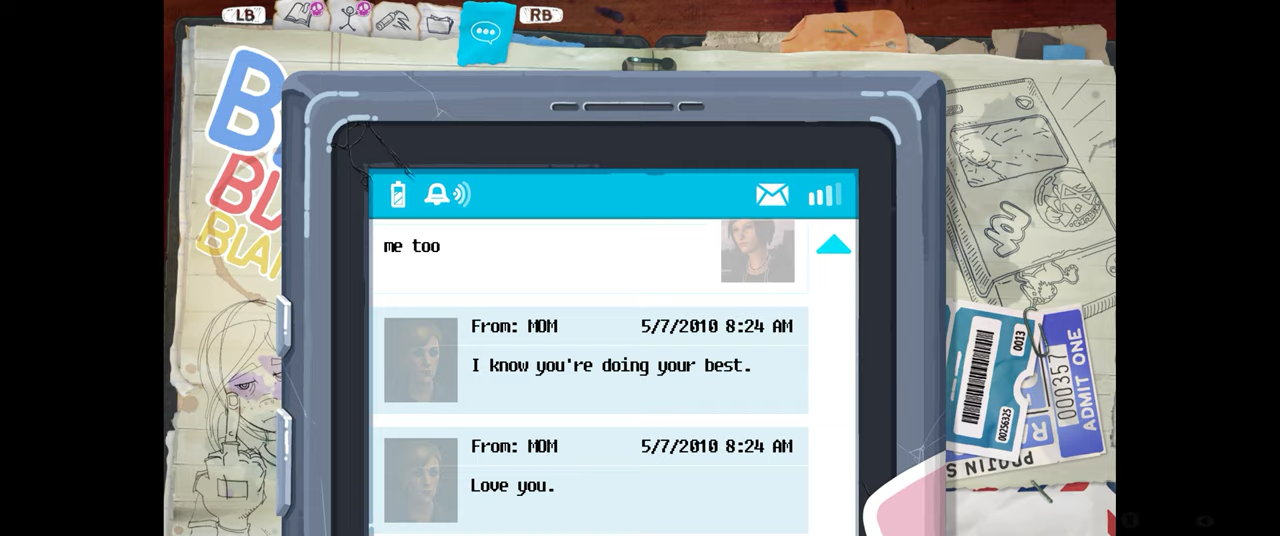 LB
RB
me too
From: MOM 5/7/2010 8:24 AM
I know you're doing your best.
From: MOM 5/7/2010 8:24 AM
Love you.
0013
00256325
000357
ADMIT ONE